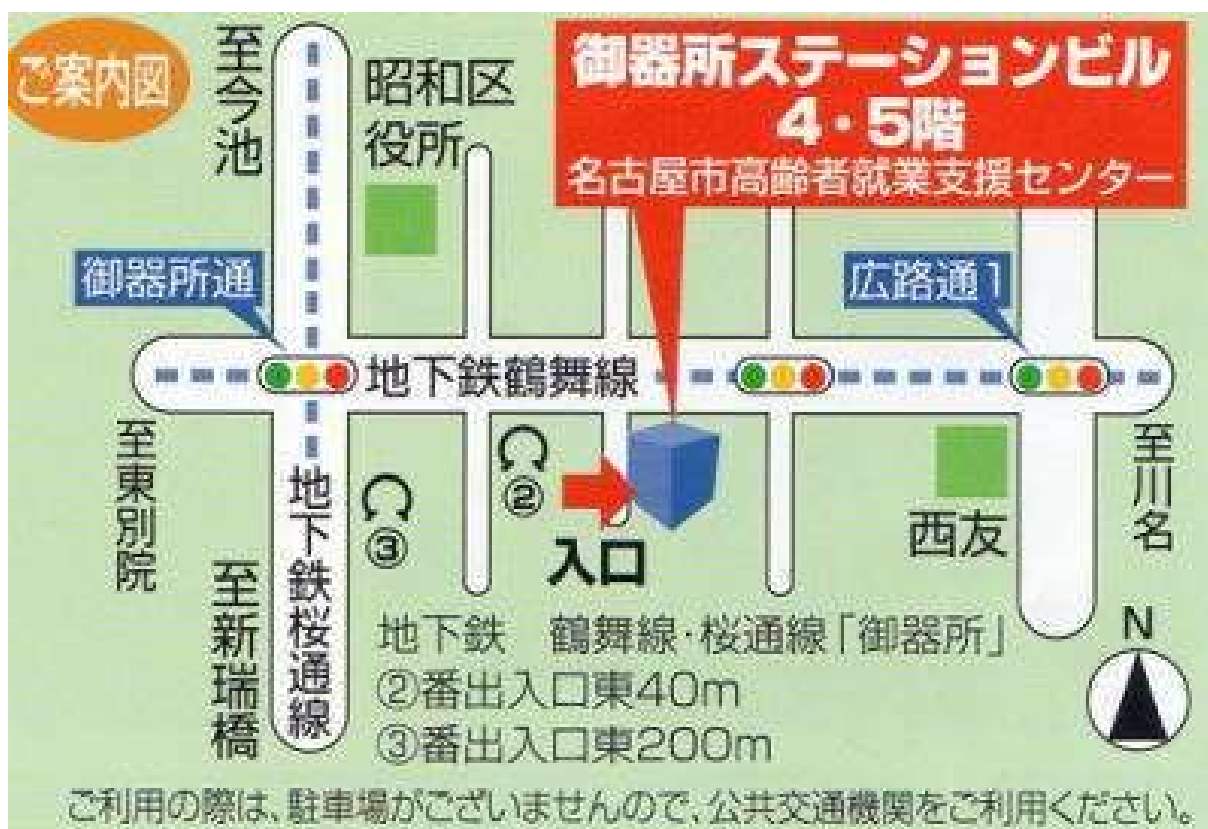 ご案内図
至今池
昭和区
役所
御器所ステーションビル
4・5階
名古屋市高齢者就業支援センター
御器所通
広路通1
地下鉄鶴舞線
至東別院
至新瑞橋
地下鉄桜通線
③
②
入口
西友
至川名
N
地下鉄 鶴舞線・桜通線「御器所」
②番出入口東40m
③番出入口東200m
ご利用の際は、駐車場がございませんので、公共交通機関をご利用ください。